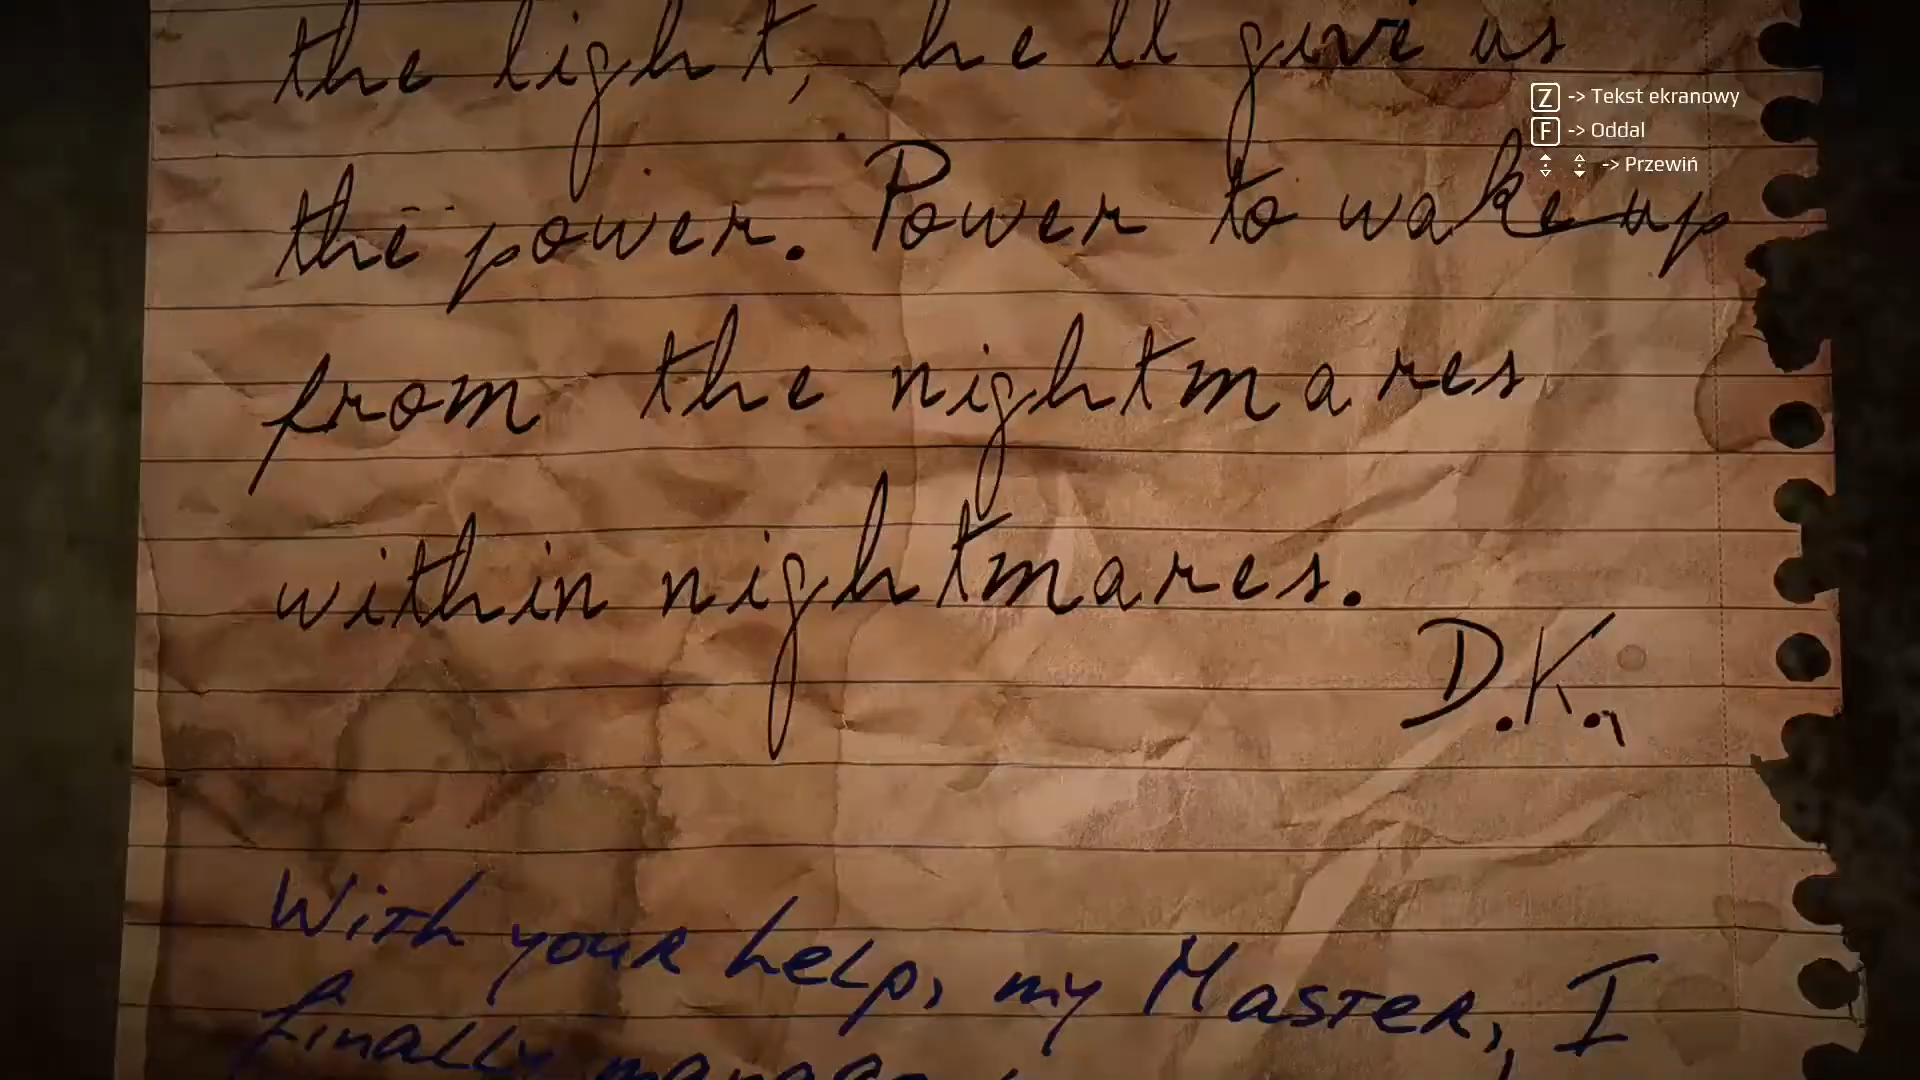 the light, he'll give us
the power. Power to wake up
from the nightmares
within nightmares.
D.K.
With your help, my Master, I
finally
Z -> Tekst ekranowy
F -> Oddal
-> Przewiń